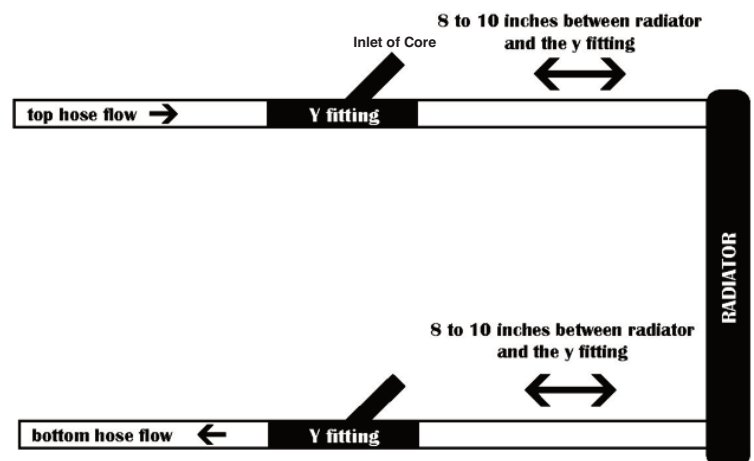 8 to 10 inches between radiator
and the y fitting
Inlet of Core
top hose flow
Y fitting
RADIATOR
8 to 10 inches between radiator
and the y fitting
bottom hose flow
Y fitting